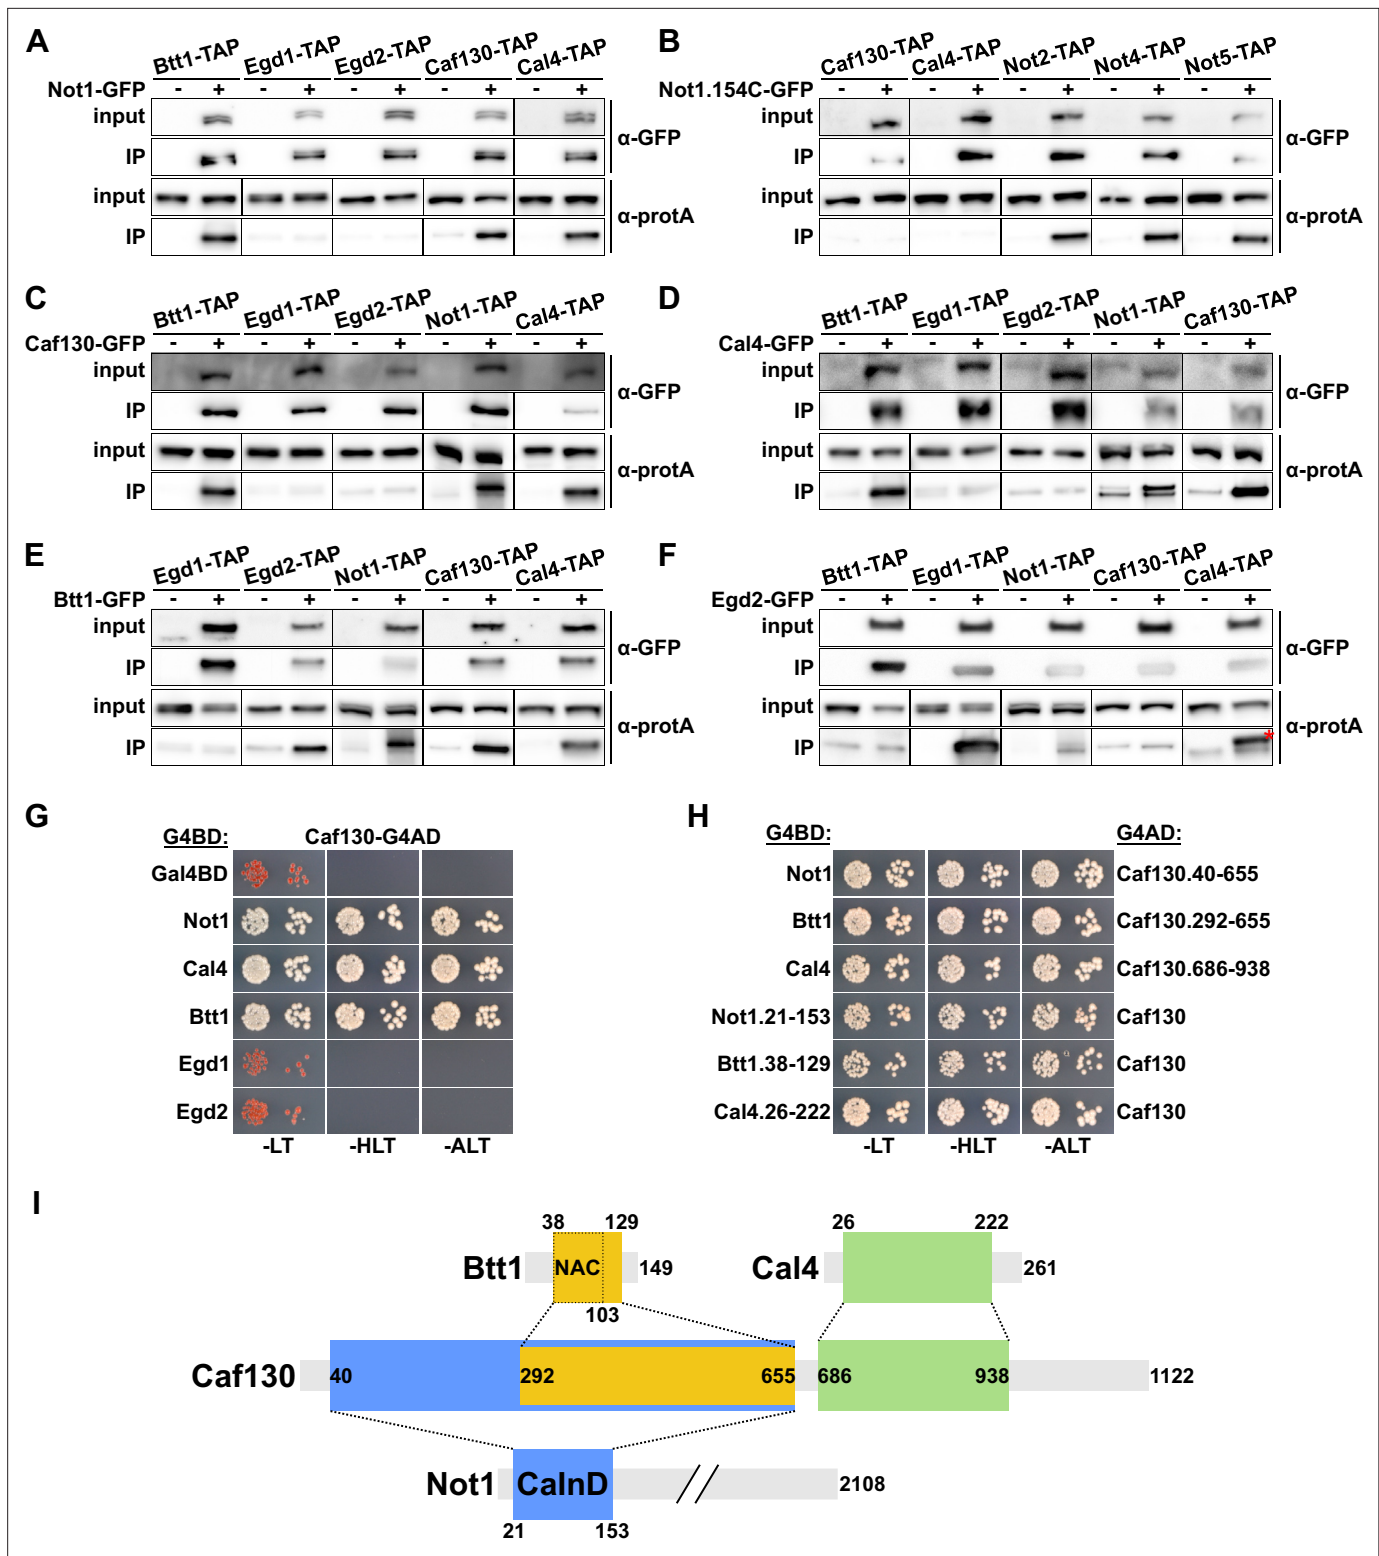 A
Btt1-TAP Egd1-TAP Egd2-TAP Caf130-TAP Cal4-TAP
Not1-GFP - + - + - + - + - +
input
IP
α-GFP
input
IP
α-protA
B
Caf130-TAP Cal4-TAP Not2-TAP Not4-TAP Not5-TAP
Not1.154C-GFP - + - + - + - + - +
input
IP
α-GFP
input
IP
α-protA
C
Btt1-TAP Egd1-TAP Egd2-TAP Not1-TAP Cal4-TAP
Caf130-GFP - + - + - + - + - +
input
IP
α-GFP
input
IP
α-protA
D
Btt1-TAP Egd1-TAP Egd2-TAP Not1-TAP Caf130-TAP
Cal4-GFP - + - + - + - + - +
input
IP
α-GFP
input
IP
α-protA
E
Egd1-TAP Egd2-TAP Not1-TAP Caf130-TAP Cal4-TAP
Btt1-GFP - + - + - + - + - +
input
IP
α-GFP
input
IP
α-protA
F
Btt1-TAP Egd1-TAP Not1-TAP Caf130-TAP Cal4-TAP
Egd2-GFP - + - + - + - + - +
input
IP
α-GFP
input
IP *
α-protA
G
G4BD: Caf130-G4AD
Gal4BD
Not1
Cal4
Btt1
Egd1
Egd2
-LT -HLT -ALT
H
G4BD: G4AD:
Not1 Caf130.40-655
Btt1 Caf130.292-655
Cal4 Caf130.686-938
Not1.21-153 Caf130
Btt1.38-129 Caf130
Cal4.26-222 Caf130
-LT -HLT -ALT
I
38 129 26 222
Btt1 NAC 149 Cal4 261
103
Caf130 40 292 655 686 938 1122
Not1 CaInD 2108
21 153